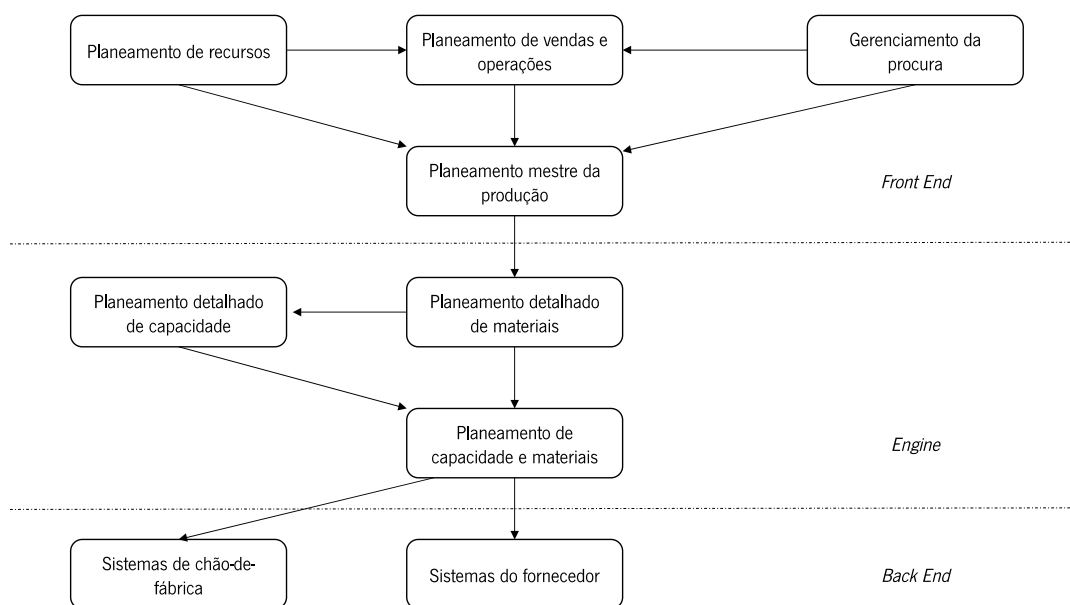 Planeamento de recursos
Planeamento de vendas e
operações
Gerenciamento da
procura
Planeamento mestre da
produção
Front End
Planeamento detalhado
de capacidade
Planeamento detalhado
de materiais
Planeamento de
capacidade e materiais
Engine
Sistemas de chão-de-
fábrica
Sistemas do fornecedor
Back End